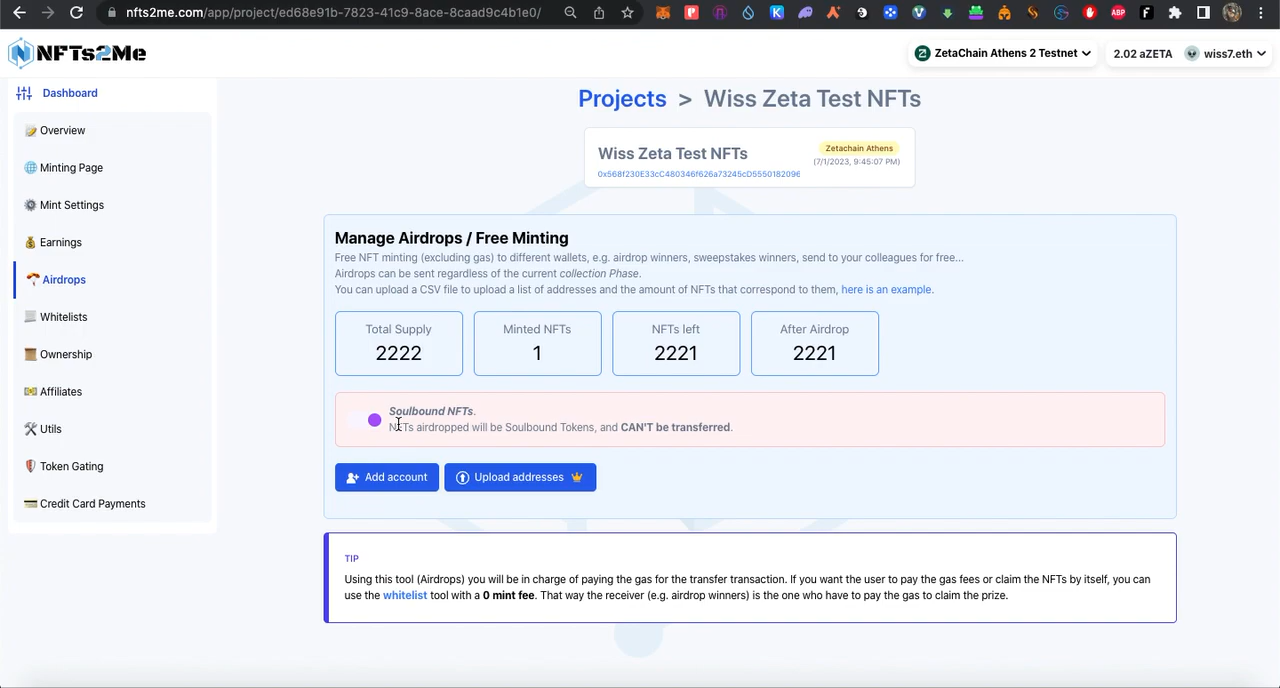 nfts2me.com/app/project/ed68e91b-7823-41c9-8ace-8caad9c4b1e0/
ABP
NFTs2Me
ZetaChain Athens 2 Testnet
2.02 aZETA
wiss7.eth
Dashboard
Overview
Minting Page
Mint Settings
Earnings
Airdrops
Whitelists
Ownership
Affiliates
Utils
Token Gating
Credit Card Payments
Projects > Wiss Zeta Test NFTs
Wiss Zeta Test NFTs
Zetachain Athens
(7/1/2023, 9:45:07 PM)
0x568f230E33cC480346f626a73245cD5550182096
Manage Airdrops / Free Minting
Free NFT minting (excluding gas) to different wallets, e.g. airdrop winners, sweepstakes winners, send to your colleagues for free...
Airdrops can be sent regardless of the current collection Phase.
You can upload a CSV file to upload a list of addresses and the amount of NFTs that correspond to them, here is an example.
Total Supply
2222
Minted NFTs
1
NFTs left
2221
After Airdrop
2221
Soulbound NFTs.
NFTs airdropped will be Soulbound Tokens, and CAN'T be transferred.
Add account
Upload addresses
TIP
Using this tool (Airdrops) you will be in charge of paying the gas for the transfer transaction. If you want the user to pay the gas fees or claim the NFTs by itself, you can
use the whitelist tool with a 0 mint fee. That way the receiver (e.g. airdrop winners) is the one who have to pay the gas to claim the prize.